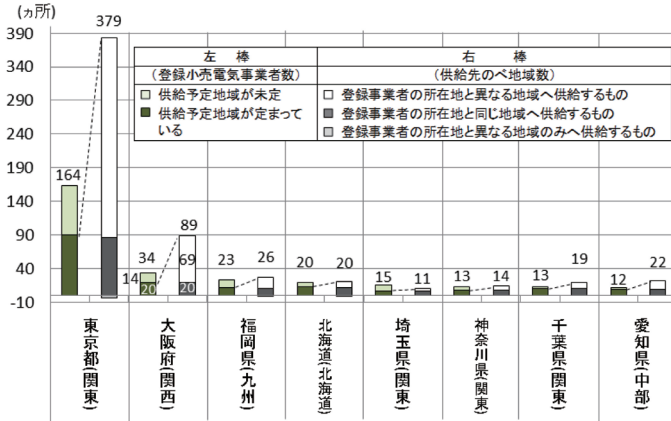 (ヵ所)
390
340
290
240
190
140
90
40
-10
左 棒
(登録小売電気事業者数)
供給予定地域が未定
供給予定地域が定まって
いる
右 棒
(供給先のべ地域数)
登録事業者の所在地と異なる地域へ供給するもの
登録事業者の所在地と同じ地域へ供給するもの
登録事業者の所在地と異なる地域のみへ供給するもの
164
379
14
34
20
89
69
20
23
26
20
20
15
11
13
14
13
19
12
22
東京都(関東)
大阪府(関西)
福岡県(九州)
北海道(北海道)
埼玉県(関東)
神奈川県(関東)
千葉県(関東)
愛知県(中部)